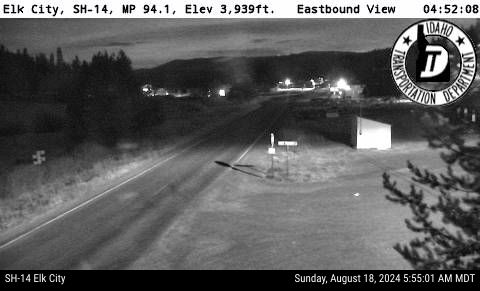 Elk City, SH-14, MP 94.1, Elev 3,939ft.   Eastbound View   04:52:08
IDAHO
TRANSPORTATION DEPARTMENT
SH-14 Elk City
Sunday, August 18, 2024 5:55:01 AM MDT